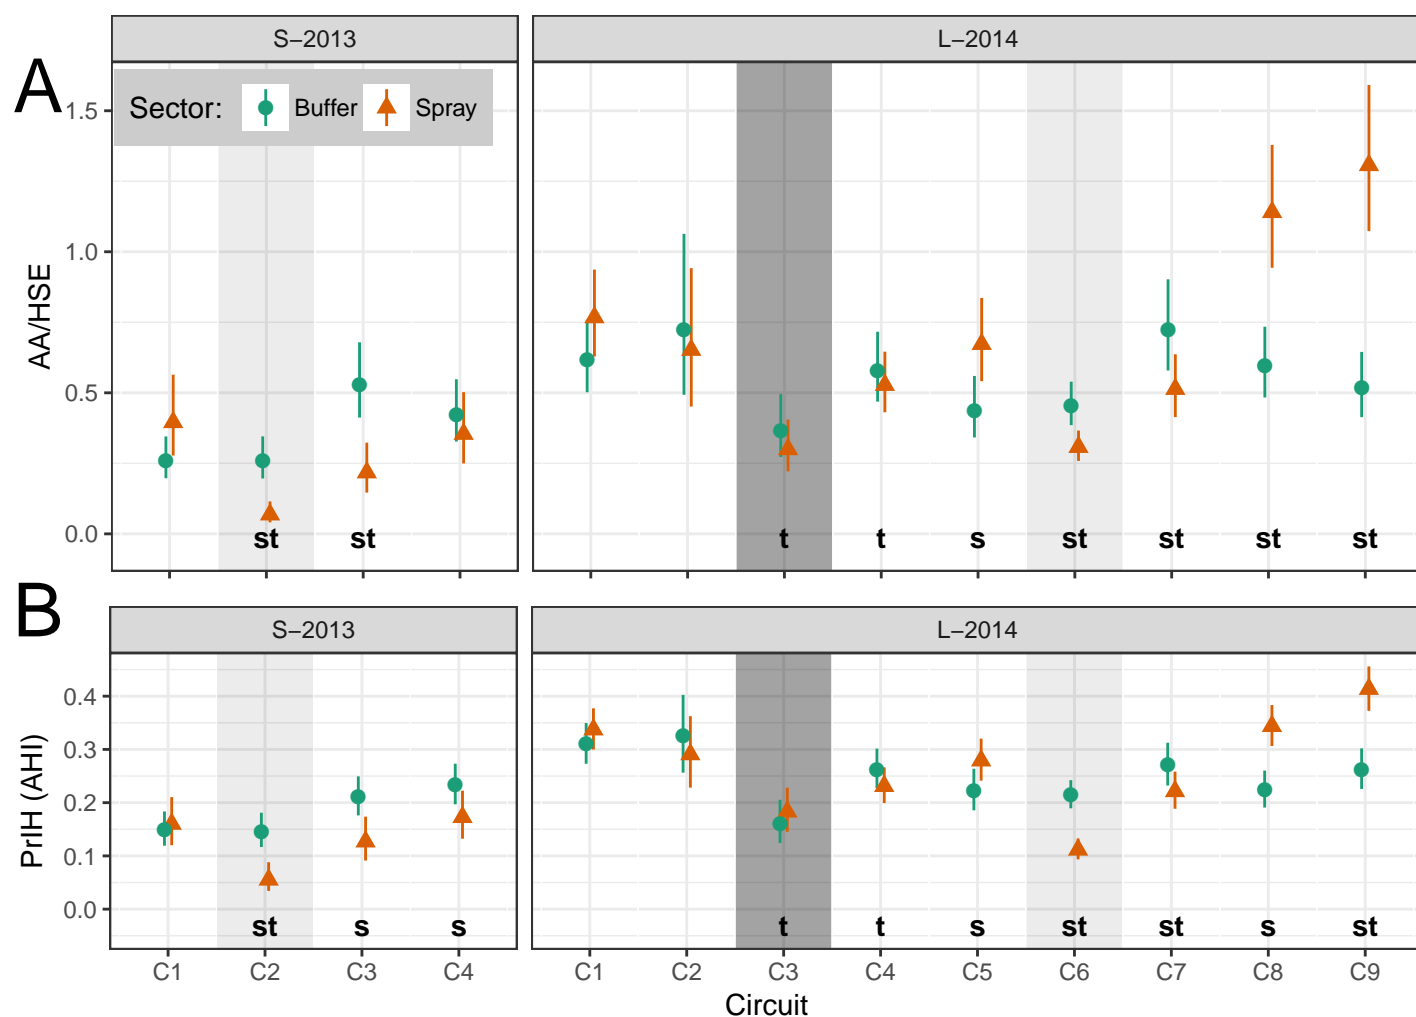 A
S−2013
L−2014
Sector:
Buffer
Spray
AA/HSE
1.5
1.0
0.5
0.0
st
st
t
t
s
st
st
st
st
B
S−2013
L−2014
PrIH (AHI)
0.4
0.3
0.2
0.1
0.0
st
s
s
t
t
s
st
st
s
st
C1
C2
C3
C4
C1
C2
C3
C4
C5
C6
C7
C8
C9
Circuit